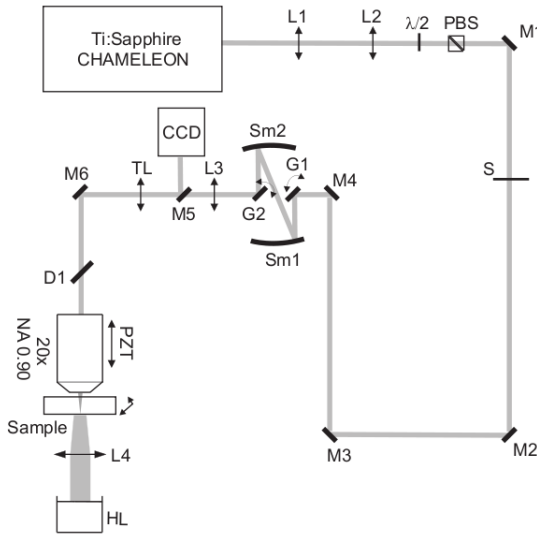 Ti:Sapphire
CHAMELEON
L1
L2
λ/2
PBS
M1
CCD
Sm2
M6
TL
L3
G1
M4
S
M5
G2
Sm1
D1
20x
NA 0.90
PZT
Sample
L4
M3
M2
HL